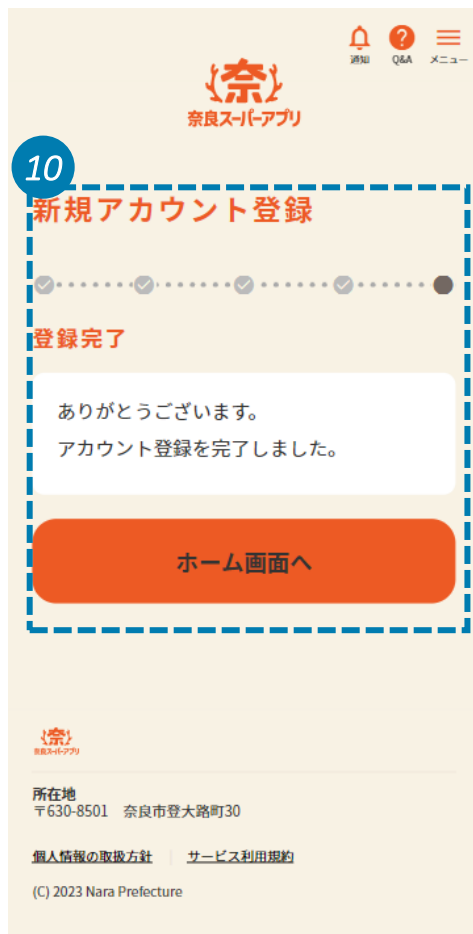 通知 Q&A メニュー
奈
奈良スーパーアプリ
10
新規アカウント登録
登録完了
ありがとうございます。
アカウント登録を完了しました。
ホーム画面へ
奈
奈良スーパーアプリ
所在地
〒630-8501 奈良市登大路町30
個人情報の取扱方針 サービス利用規約
(C) 2023 Nara Prefecture